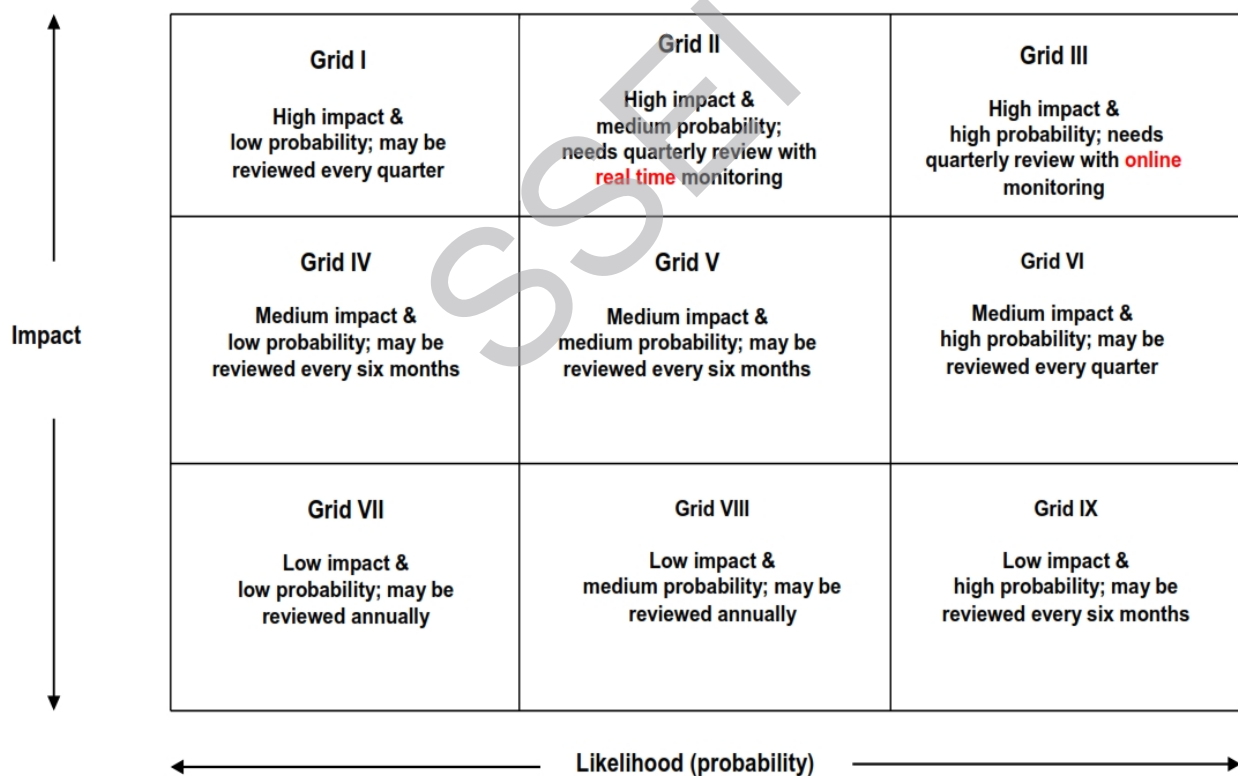 Grid I
High impact &
low probability; may be
reviewed every quarter
Grid II
High impact &
medium probability;
needs quarterly review with
real time monitoring
Grid III
High impact &
high probability; needs
quarterly review with online
monitoring
Impact
Grid IV
Medium impact &
low probability; may be
reviewed every six months
Grid V
Medium impact &
medium probability; may be
reviewed every six months
Grid VI
Medium impact &
high probability; may be
reviewed every quarter
Grid VII
Low impact &
low probability; may be
reviewed annually
Grid VIII
Low impact &
medium probability; may be
reviewed annually
Grid IX
Low impact &
high probability; may be
reviewed every six months
Likelihood (probability)
SSEI